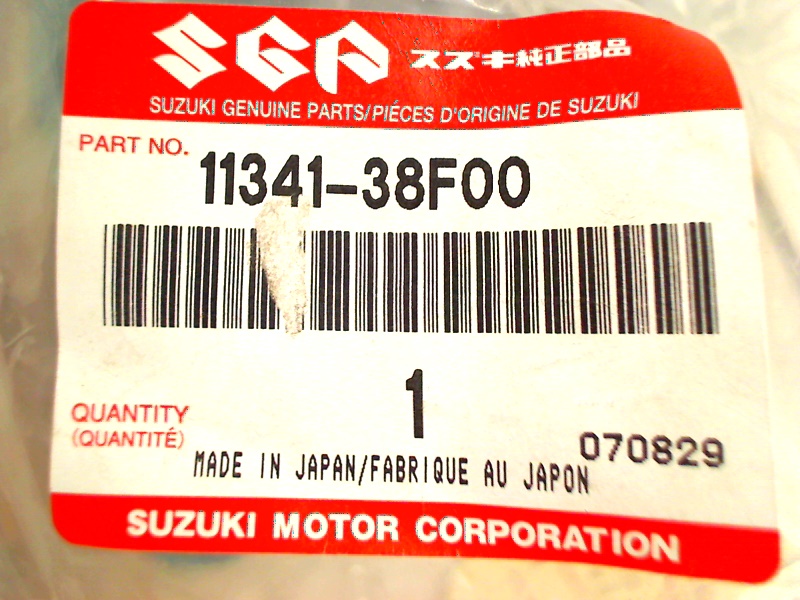 SGP スズキ純正部品
SUZUKI GENUINE PARTS/PIÉCES D'ORIGINE DE SUZUKI
PART NO. 11341-38F00
1
QUANTITY
(QUANTITÉ)
070829
MADE IN JAPAN/FABRIQUE AU JAPON
SUZUKI MOTOR CORPORATION